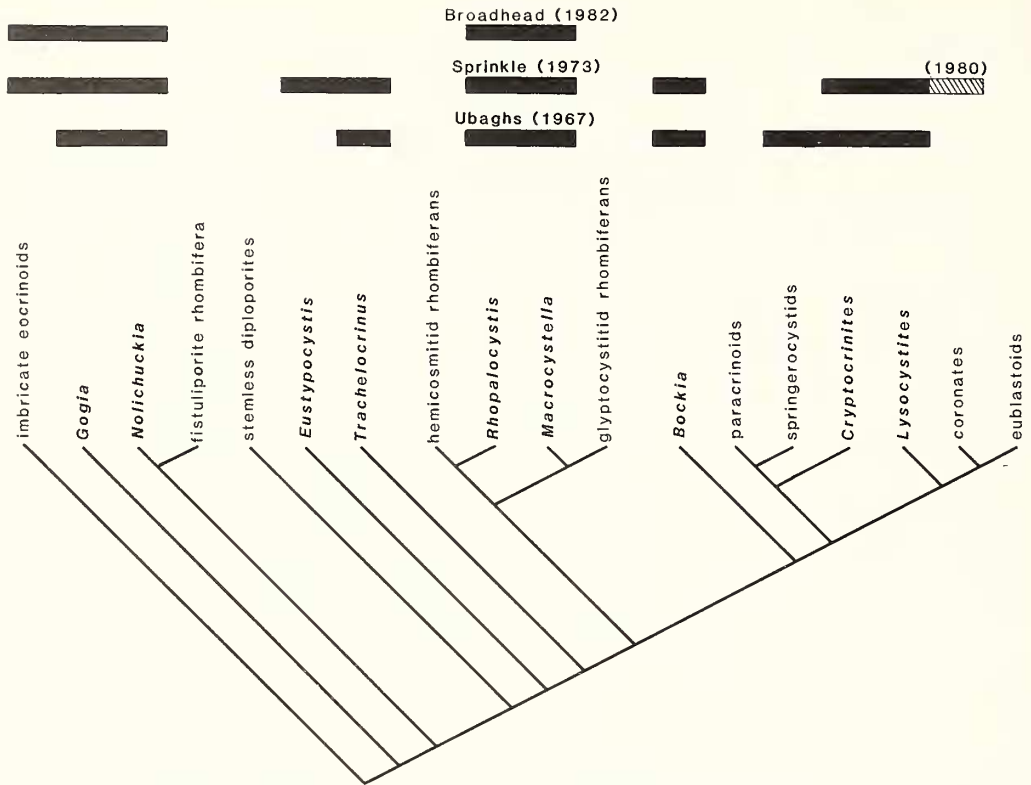 Broadhead (1982)
Sprinkle (1973)
(1980)
Ubaghs (1967)
imbricate eocrinoids
Gogia
Nolichuckia
fistuliporite rhombifera
stemless diploporites
Eustypocystis
Trachelocrinus
hemicosmitid rhombiferans
Rhopalocystis
Macrocystella
glyptocystitid rhombiferans
Bockia
paracrinoids
springerocystids
Cryptocrinites
Lysocystites
coronates
eublastoids